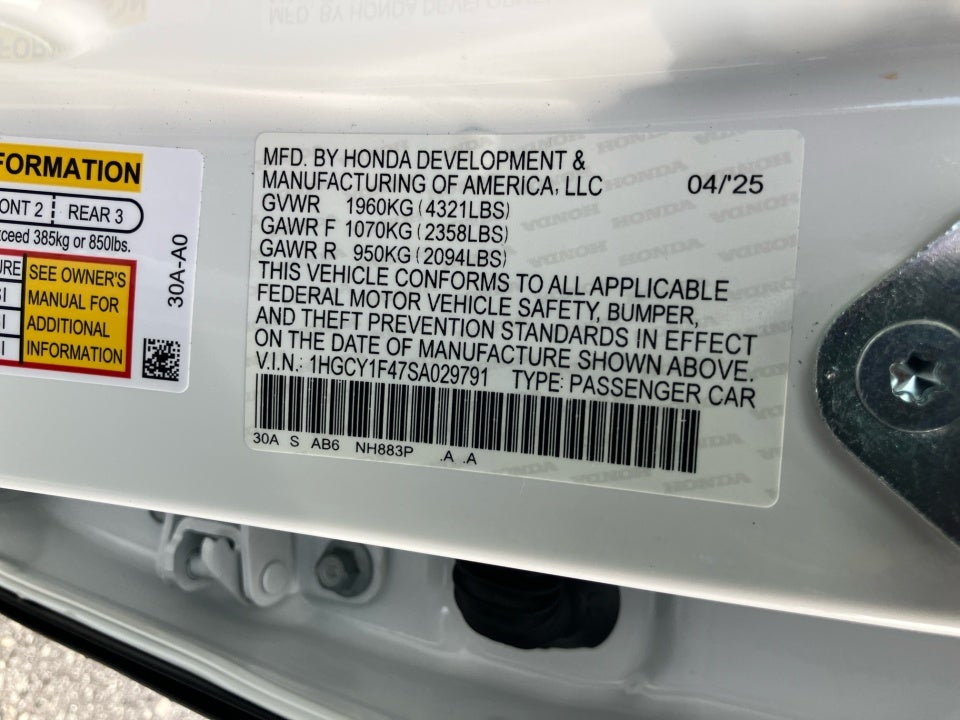 FORMATION
ONT 2 REAR 3
xceed 385kg or 850lbs.
URE
SI
I
I
SEE OWNER'S
MANUAL FOR
ADDITIONAL
INFORMATION
30A-A0
MFD. BY HONDA DEVELOPMENT &
MANUFACTURING OF AMERICA, LLC 04/'25
GVWR 1960KG (4321LBS)
GAWR F 1070KG (2358LBS)
GAWR R 950KG (2094LBS)
THIS VEHICLE CONFORMS TO ALL APPLICABLE
FEDERAL MOTOR VEHICLE SAFETY, BUMPER,
AND THEFT PREVENTION STANDARDS IN EFFECT
ON THE DATE OF MANUFACTURE SHOWN ABOVE.
V.I.N.: 1HGCY1F47SA029791 TYPE: PASSENGER CAR
30A S AB6 NH883P .A .A